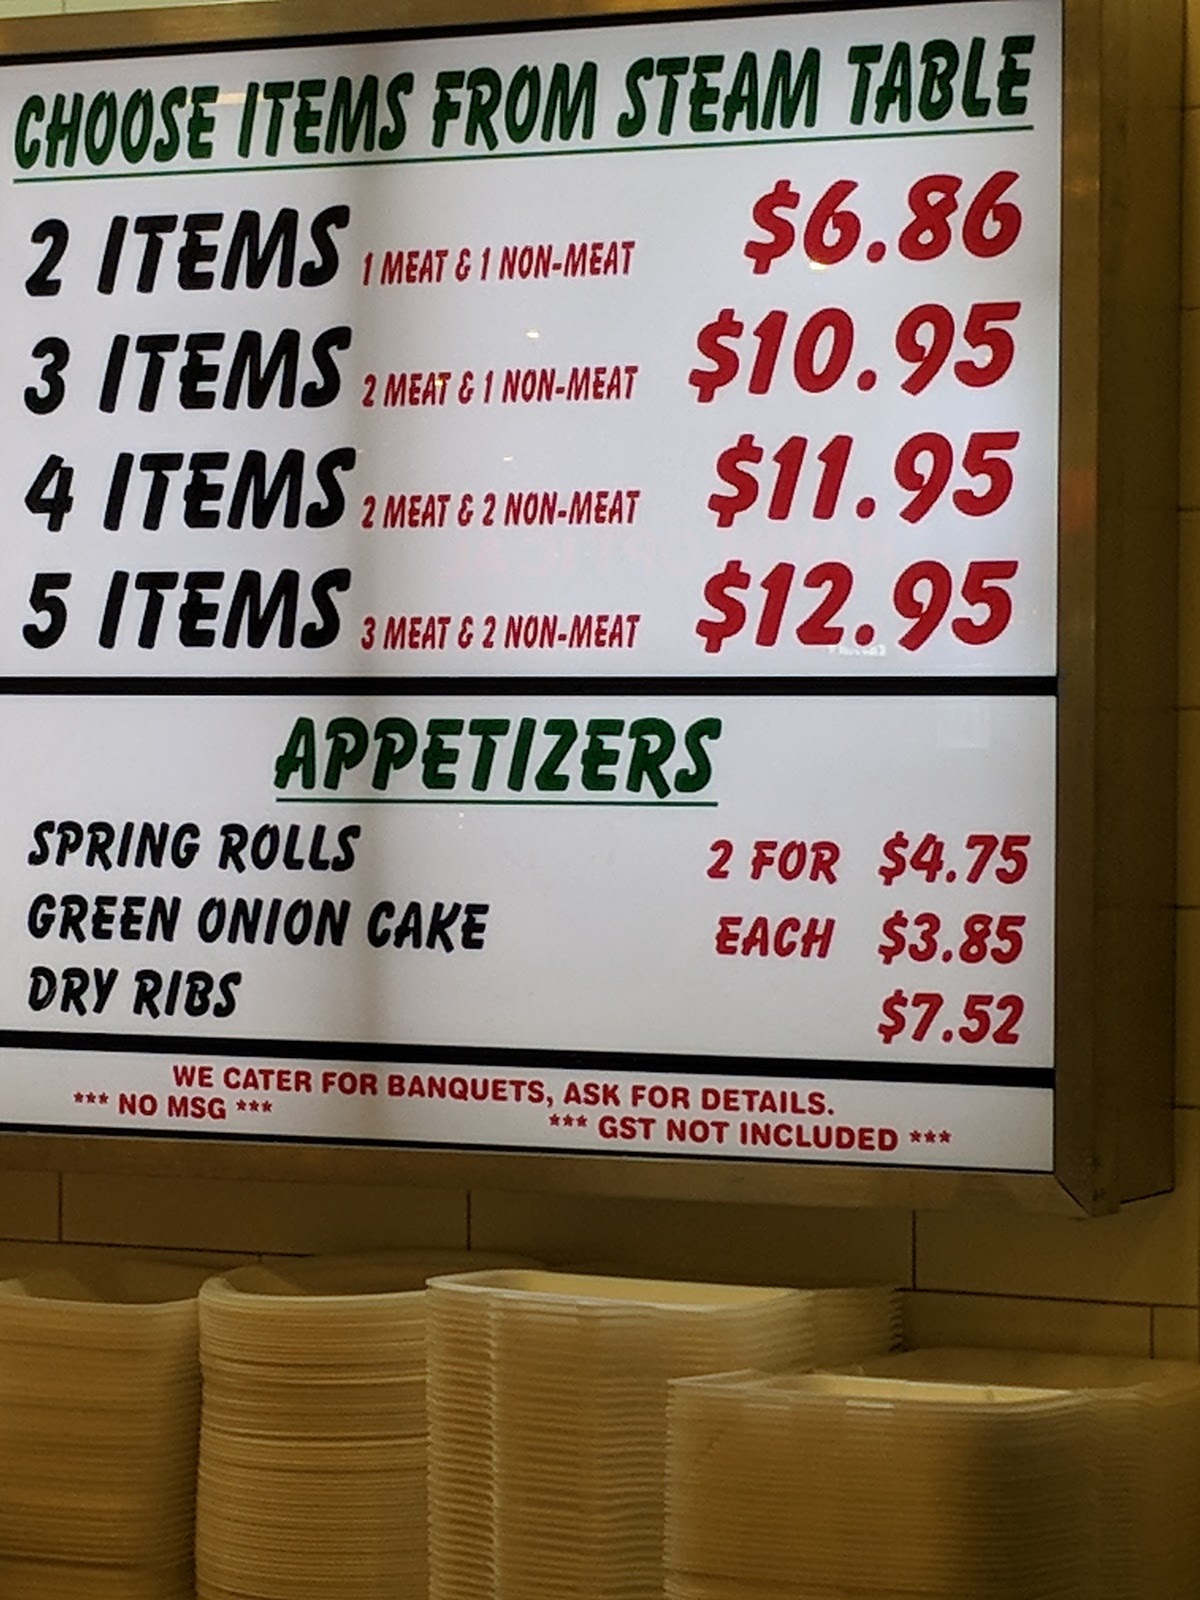 CHOOSE ITEMS FROM STEAM TABLE
2 ITEMS 1 MEAT & 1 NON-MEAT $6.86
3 ITEMS 2 MEAT & 1 NON-MEAT $10.95
4 ITEMS 2 MEAT & 2 NON-MEAT $11.95
5 ITEMS 3 MEAT & 2 NON-MEAT $12.95
APPETIZERS
SPRING ROLLS 2 FOR $4.75
GREEN ONION CAKE EACH $3.85
DRY RIBS $7.52
WE CATER FOR BANQUETS, ASK FOR DETAILS.
*** NO MSG *** *** GST NOT INCLUDED ***